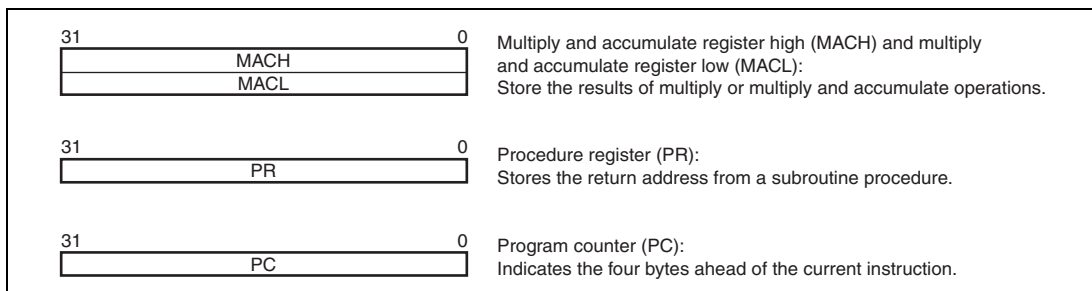 31 0
MACH
MACL
Multiply and accumulate register high (MACH) and multiply
and accumulate register low (MACL):
Store the results of multiply or multiply and accumulate operations.
31 0
PR
Procedure register (PR):
Stores the return address from a subroutine procedure.
31 0
PC
Program counter (PC):
Indicates the four bytes ahead of the current instruction.